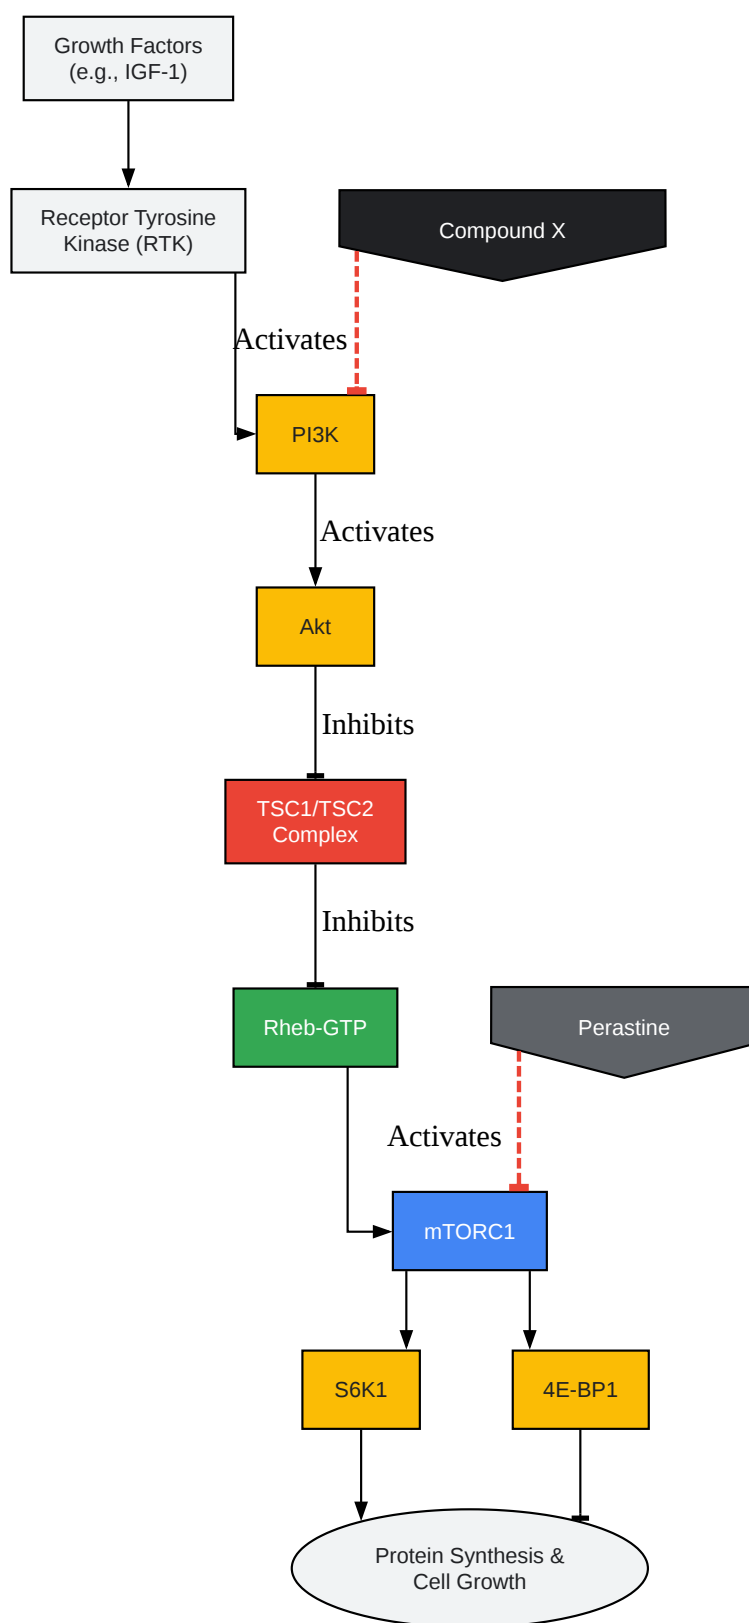 Growth Factors
(e.g., IGF-1)
Receptor Tyrosine
Kinase (RTK)
Compound X
Activates
PI3K
Activates
Akt
Inhibits
TSC1/TSC2
Complex
Inhibits
Rheb-GTP
Perastine
Activates
mTORC1
S6K1
4E-BP1
Protein Synthesis &
Cell Growth